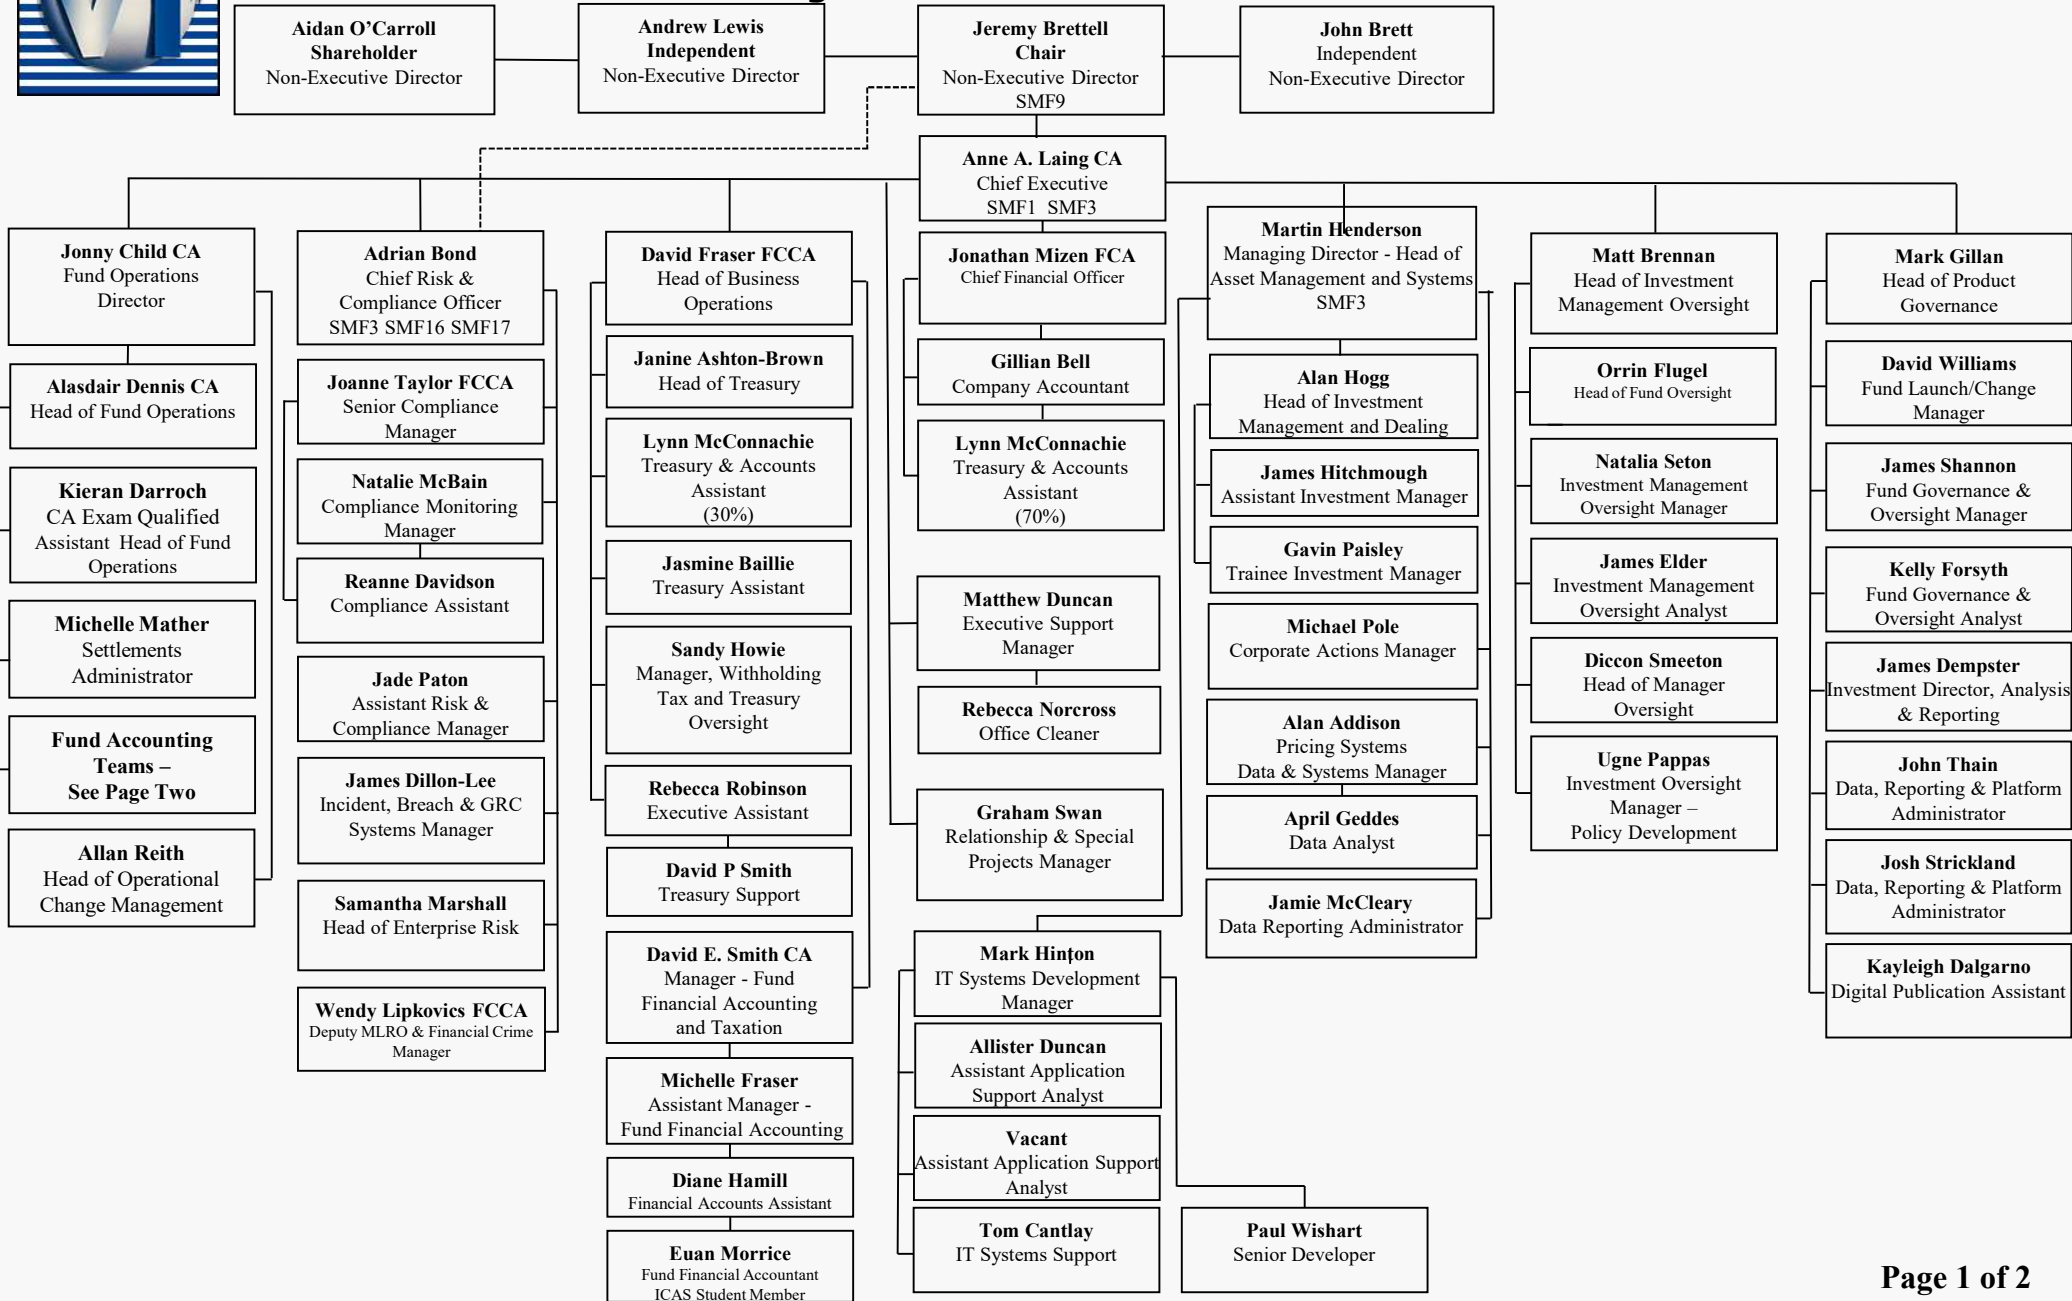 Aidan O’Carroll
Shareholder
Non-Executive Director
Andrew Lewis
Independent
Non-Executive Director
Jeremy Brettell
Chair
Non-Executive Director
SMF9
John Brett
Independent
Non-Executive Director
Anne A. Laing CA
Chief Executive
SMF1 SMF3
Jonny Child CA
Fund Operations
Director
Alasdair Dennis CA
Head of Fund Operations
Kieran Darroch
CA Exam Qualified
Assistant Head of Fund
Operations
Michelle Mather
Settlements
Administrator
Fund Accounting
Teams –
See Page Two
Allan Reith
Head of Operational
Change Management
Adrian Bond
Chief Risk &
Compliance Officer
SMF3 SMF16 SMF17
Joanne Taylor FCCA
Senior Compliance
Manager
Natalie McBain
Compliance Monitoring
Manager
Reanne Davidson
Compliance Assistant
Jade Paton
Assistant Risk &
Compliance Manager
James Dillon-Lee
Incident, Breach & GRC
Systems Manager
Samantha Marshall
Head of Enterprise Risk
Wendy Lipkovics FCCA
Deputy MLRO & Financial Crime
Manager
David Fraser FCCA
Head of Business
Operations
Janine Ashton-Brown
Head of Treasury
Lynn McConnachie
Treasury & Accounts
Assistant
(30%)
Jasmine Baillie
Treasury Assistant
Sandy Howie
Manager, Withholding
Tax and Treasury
Oversight
Rebecca Robinson
Executive Assistant
David P Smith
Treasury Support
David E. Smith CA
Manager - Fund
Financial Accounting
and Taxation
Michelle Fraser
Assistant Manager -
Fund Financial Accounting
Diane Hamill
Financial Accounts Assistant
Euan Morrice
Fund Financial Accountant
ICAS Student Member
Jonathan Mizen FCA
Chief Financial Officer
Gillian Bell
Company Accountant
Lynn McConnachie
Treasury & Accounts
Assistant
(70%)
Matthew Duncan
Executive Support
Manager
Rebecca Norcross
Office Cleaner
Graham Swan
Relationship & Special
Projects Manager
Mark Hinton
IT Systems Development
Manager
Allister Duncan
Assistant Application
Support Analyst
Vacant
Assistant Application Support
Analyst
Tom Cantlay
IT Systems Support
Paul Wishart
Senior Developer
Martin Henderson
Managing Director - Head of
Asset Management and Systems
SMF3
Alan Hogg
Head of Investment
Management and Dealing
James Hitchmough
Assistant Investment Manager
Gavin Paisley
Trainee Investment Manager
Michael Pole
Corporate Actions Manager
Alan Addison
Pricing Systems
Data & Systems Manager
April Geddes
Data Analyst
Jamie McCleary
Data Reporting Administrator
Matt Brennan
Head of Investment
Management Oversight
Orrin Flugel
Head of Fund Oversight
Natalia Seton
Investment Management
Oversight Manager
James Elder
Investment Management
Oversight Analyst
Diccon Smeeton
Head of Manager
Oversight
Ugne Pappas
Investment Oversight
Manager –
Policy Development
Mark Gillan
Head of Product
Governance
David Williams
Fund Launch/Change
Manager
James Shannon
Fund Governance &
Oversight Manager
Kelly Forsyth
Fund Governance &
Oversight Analyst
James Dempster
Investment Director, Analysis
& Reporting
John Thain
Data, Reporting & Platform
Administrator
Josh Strickland
Data, Reporting & Platform
Administrator
Kayleigh Dalgarno
Digital Publication Assistant
Page 1 of 2